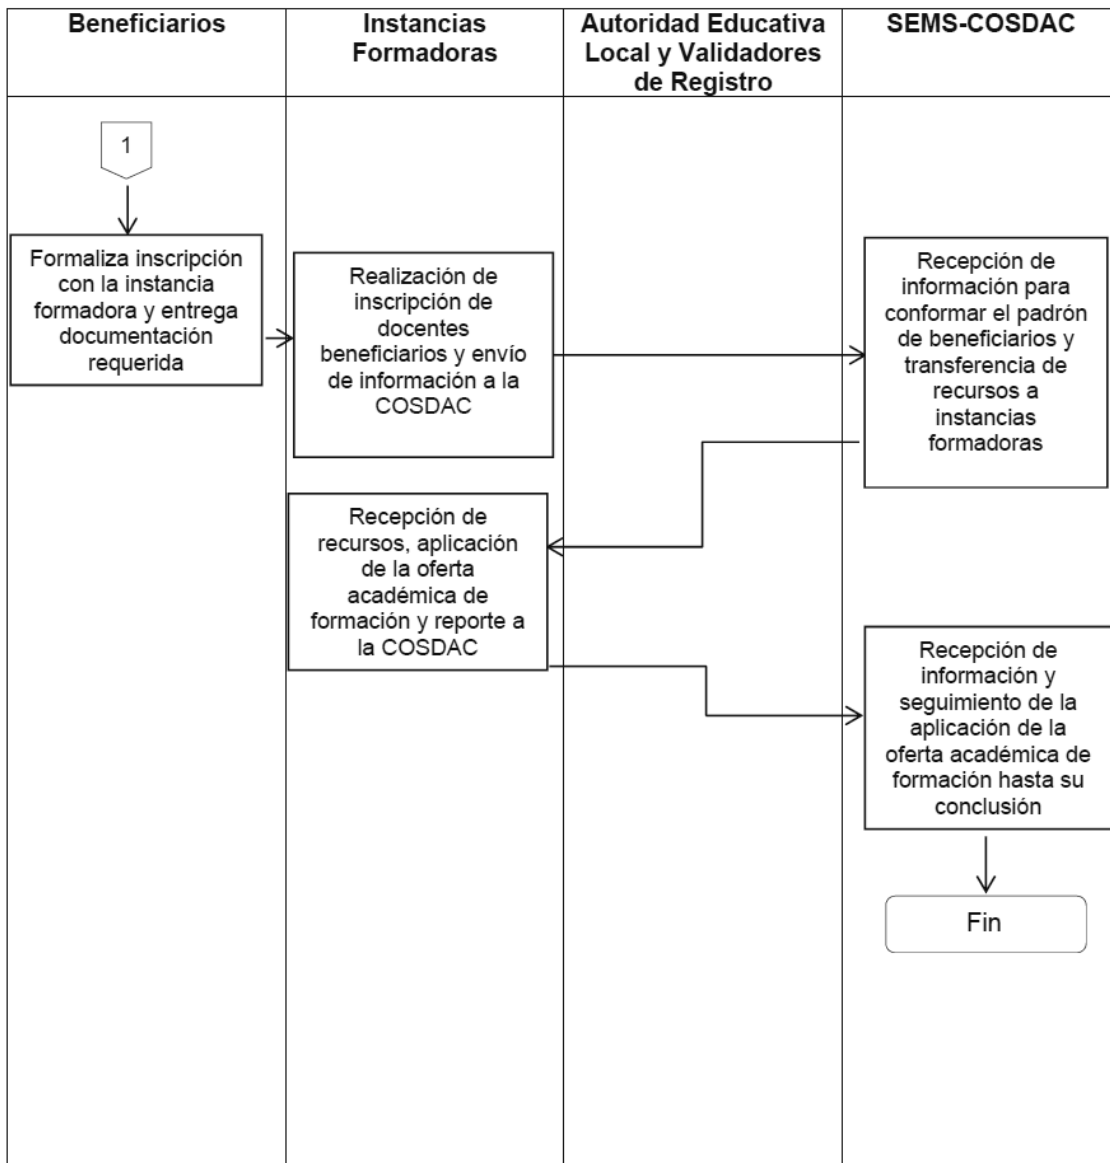 Beneficiarios
Instancias
Formadoras
Autoridad Educativa
Local y Validadores
de Registro
SEMS-COSDAC
1
Formaliza inscripción
con la instancia
formadora y entrega
documentación
requerida
Realización de
inscripción de
docentes
beneficiarios y envío
de información a la
COSDAC
Recepción de
información para
conformar el padrón
de beneficiarios y
transferencia de
recursos a
instancias
formadoras
Recepción de
recursos, aplicación
de la oferta
académica de
formación y reporte a
la COSDAC
Recepción de
información y
seguimiento de la
aplicación de la
oferta académica de
formación hasta su
conclusión
Fin